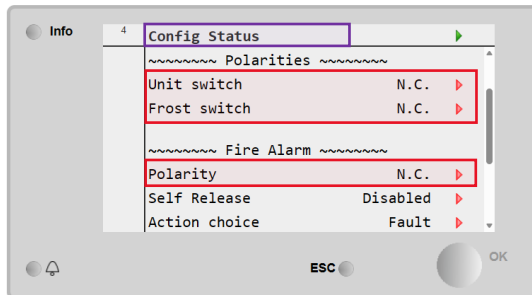 Info
4 Config Status
~~~~~~~~ Polarities ~~~~~~~~
Unit switch N.C.
Frost switch N.C.
~~~~~~~~ Fire Alarm ~~~~~~~~
Polarity N.C.
Self Release Disabled
Action choice Fault
OK
ESC